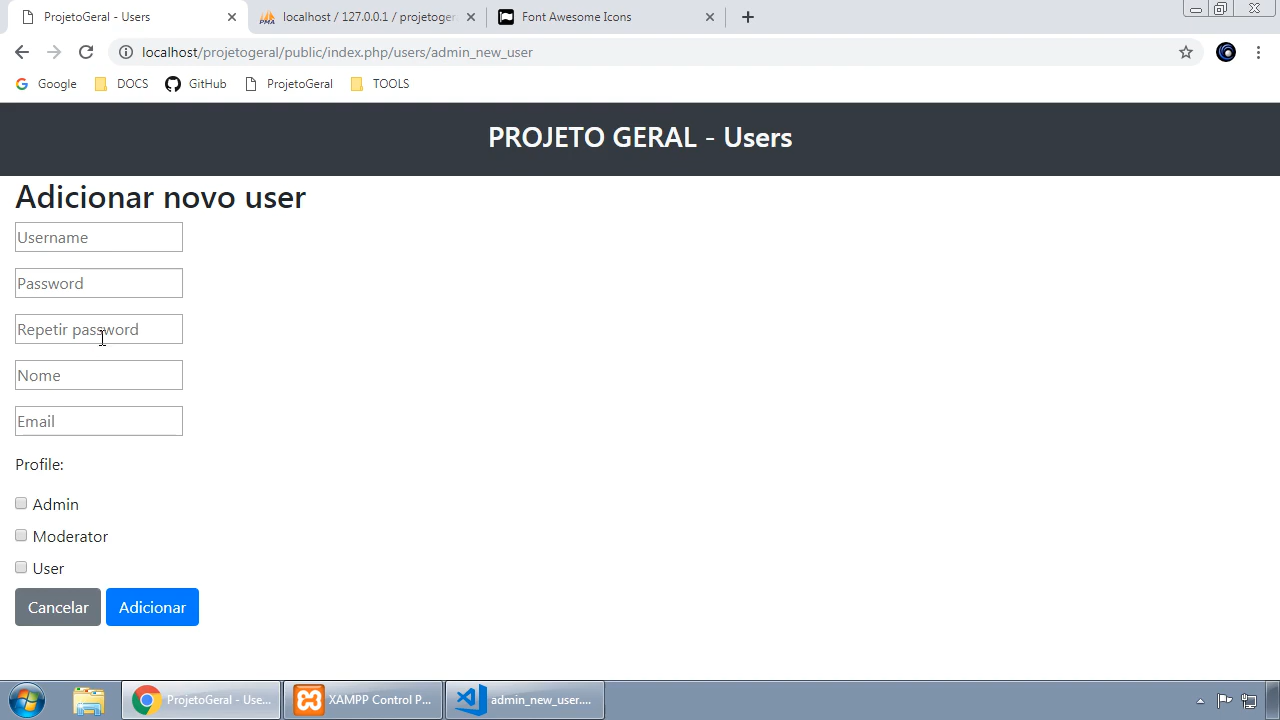 ProjetoGeral - Users
localhost / 127.0.0.1 / projetoger
Font Awesome Icons
localhost/projetogeral/public/index.php/users/admin_new_user
Google
DOCS
GitHub
ProjetoGeral
TOOLS
PROJETO GERAL - Users
Adicionar novo user
Username
Password
Repetir password
Nome
Email
Profile:
Admin
Moderator
User
Cancelar Adicionar
ProjetoGeral - Use...
XAMPP Control P...
admin_new_user....